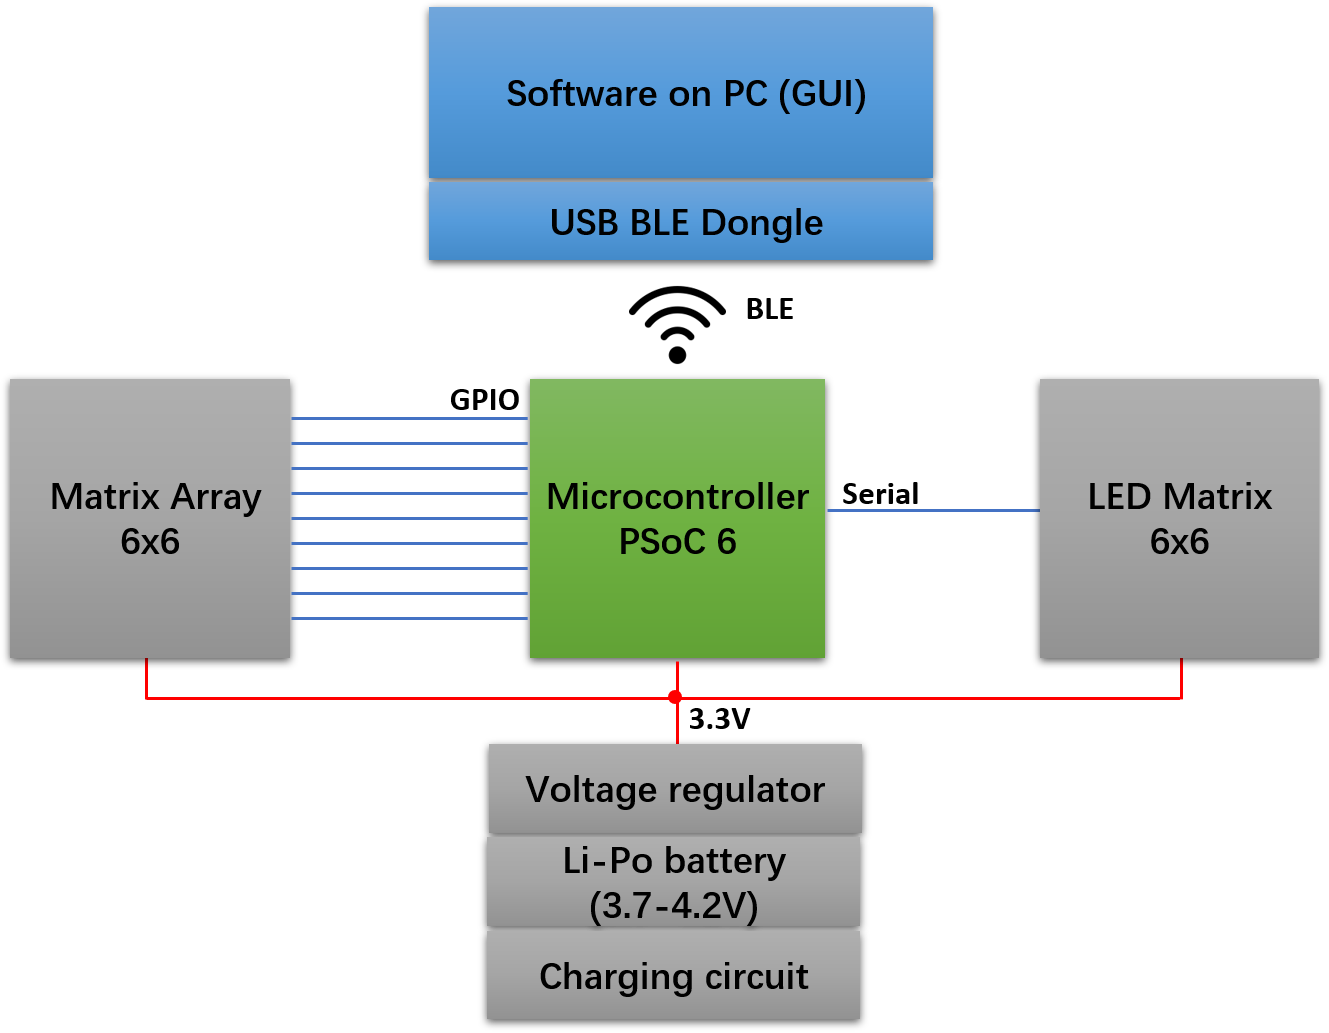 Software on PC (GUI)
USB BLE Dongle
BLE
GPIO
Matrix Array
6x6
Microcontroller
PSoC 6
Serial
LED Matrix
6x6
3.3V
Voltage regulator
Li-Po battery
(3.7-4.2V)
Charging circuit